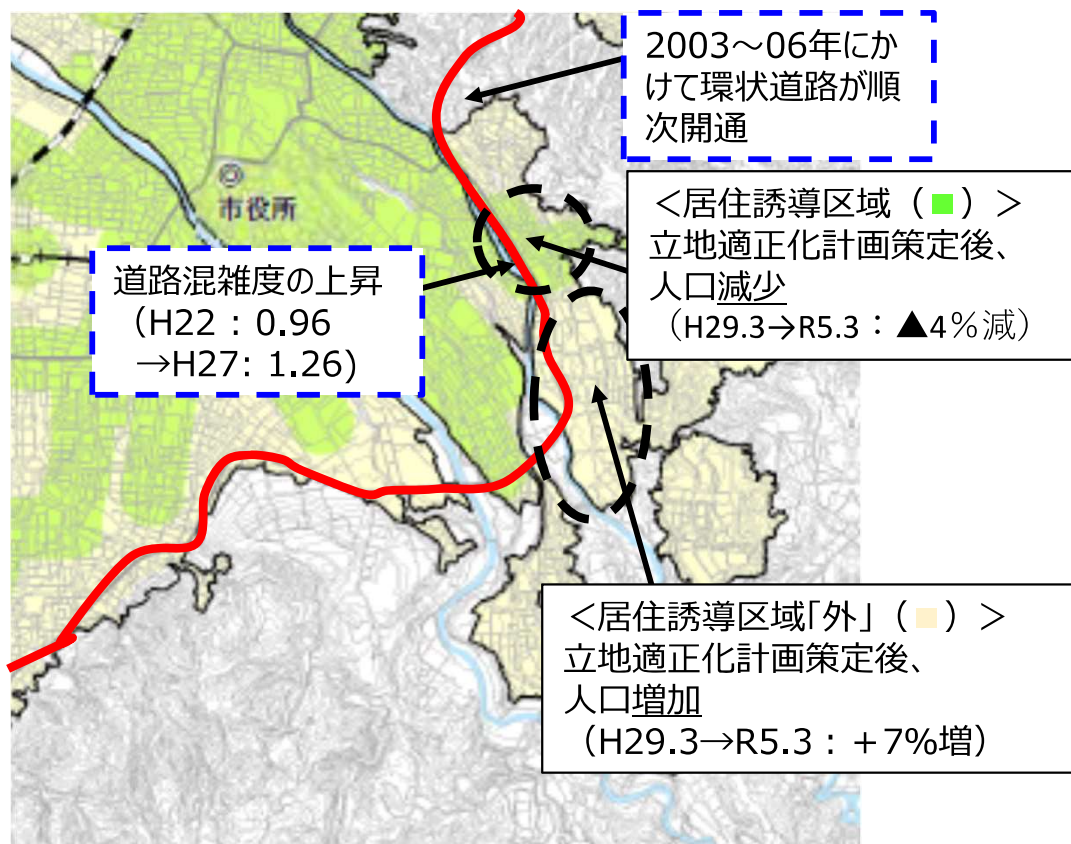 2003～06年にか
けて環状道路が順
次開通
市役所
＜居住誘導区域（■）＞
立地適正化計画策定後、
人口減少
（H29.3→R5.3：▲4％減）
道路混雑度の上昇
（H22：0.96
→H27: 1.26)
＜居住誘導区域｢外｣（■）＞
立地適正化計画策定後、
人口増加
（H29.3→R5.3：＋7%増）